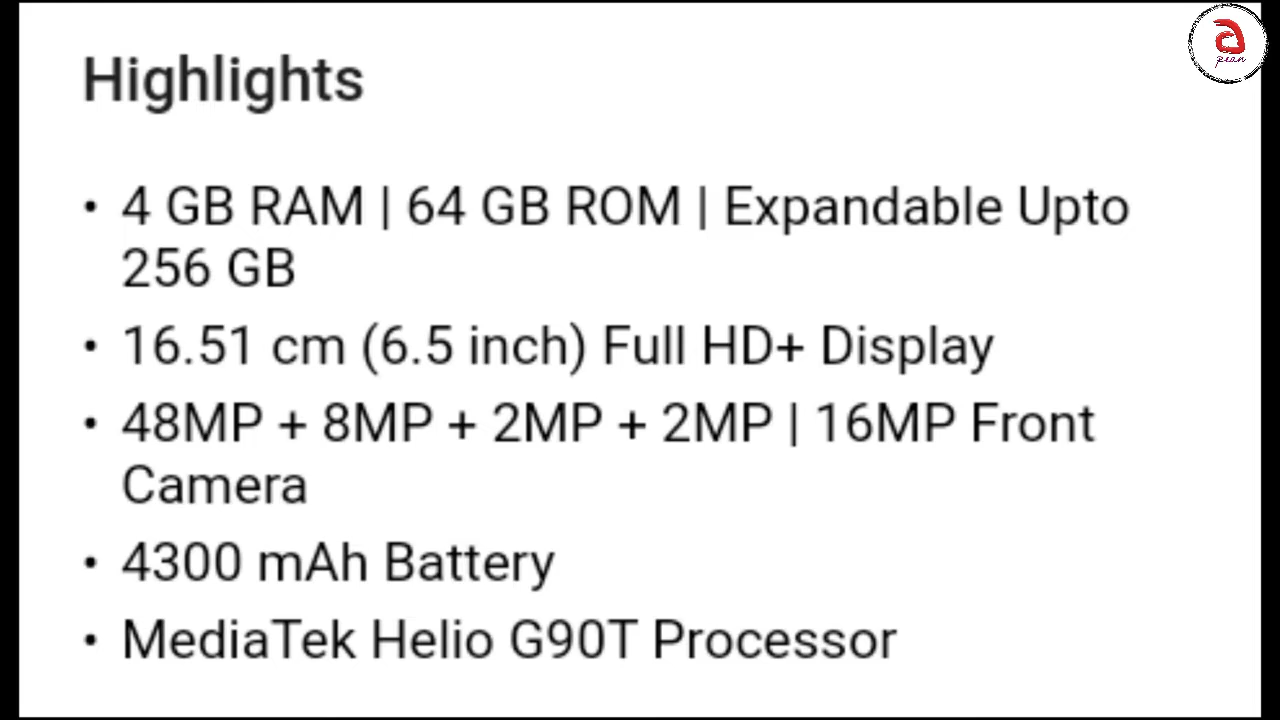 Highlights
• 4 GB RAM | 64 GB ROM | Expandable Upto
256 GB
• 16.51 cm (6.5 inch) Full HD+ Display
• 48MP + 8MP + 2MP + 2MP | 16MP Front
Camera
• 4300 mAh Battery
• MediaTek Helio G90T Processor
a